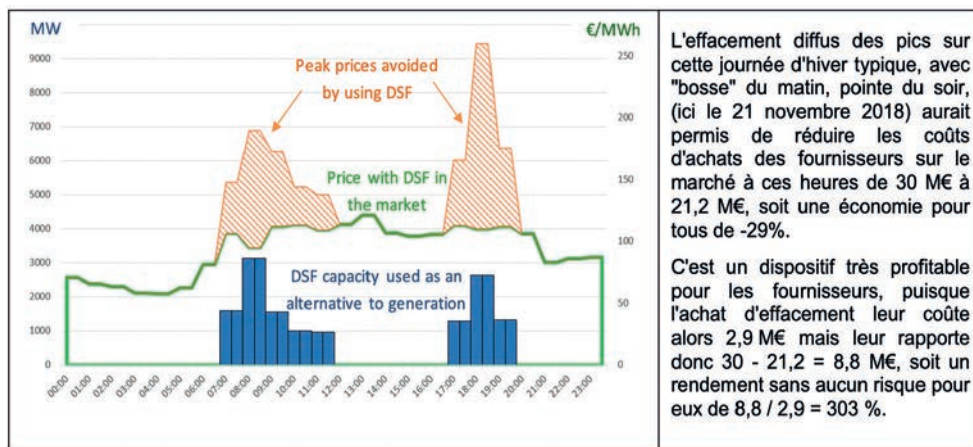 MW
€/MWh
9000
8000
7000
6000
5000
4000
3000
2000
1000
0
250
200
150
100
50
0
Peak prices avoided
by using DSF
Price with DSF in
the market
DSF capacity used as an
alternative to generation
00:00
01:00
02:00
03:00
04:00
05:00
06:00
07:00
08:00
09:00
10:00
11:00
12:00
13:00
14:00
15:00
16:00
17:00
18:00
19:00
20:00
21:00
22:00
23:00
L'effacement diffus des pics sur
cette journée d'hiver typique, avec
"bosse" du matin, pointe du soir,
(ici le 21 novembre 2018) aurait
permis de réduire les coûts
d'achats des fournisseurs sur le
marché à ces heures de 30 M€ à
21,2 M€, soit une économie pour
tous de -29%.
C'est un dispositif très profitable
pour les fournisseurs, puisque
l'achat d'effacement leur coûte
alors 2,9 M€ mais leur rapporte
donc 30 - 21,2 = 8,8 M€, soit un
rendement sans aucun risque pour
eux de 8,8 / 2,9 = 303 %.